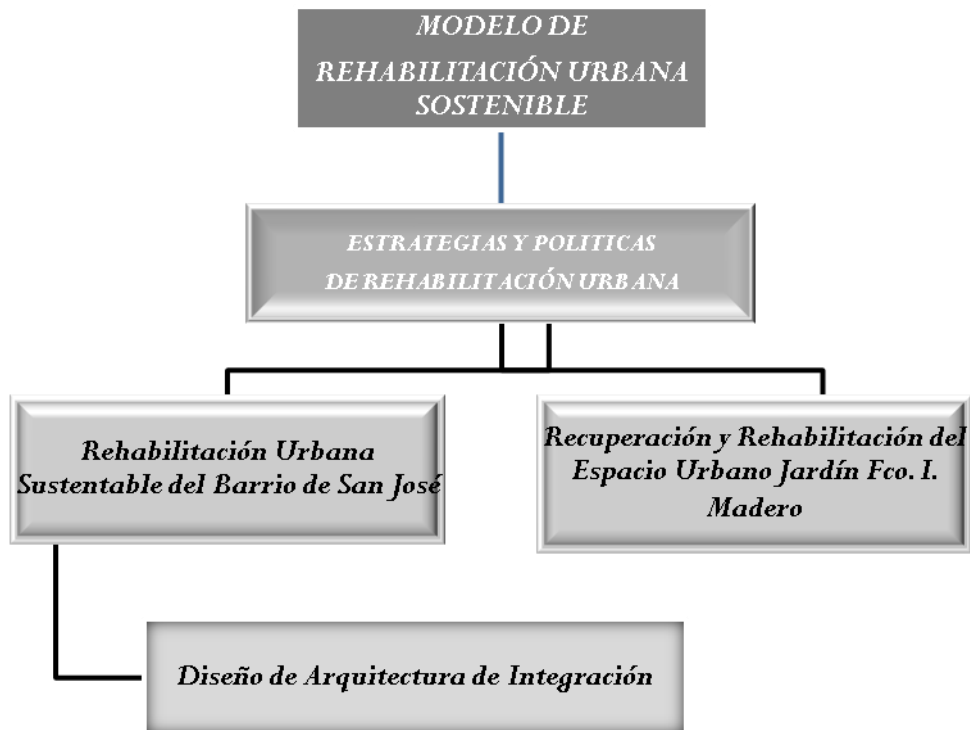 MODELO DE
REHABILITACIÓN URBANA
SOSTENIBLE
ESTRATEGIAS Y POLITICAS
DE REHABILITACIÓN URBANA
Rehabilitación Urbana
Sustentable del Barrio de San José
Recuperación y Rehabilitación del
Espacio Urbano Jardín Fco. I.
Madero
Diseño de Arquitectura de Integración